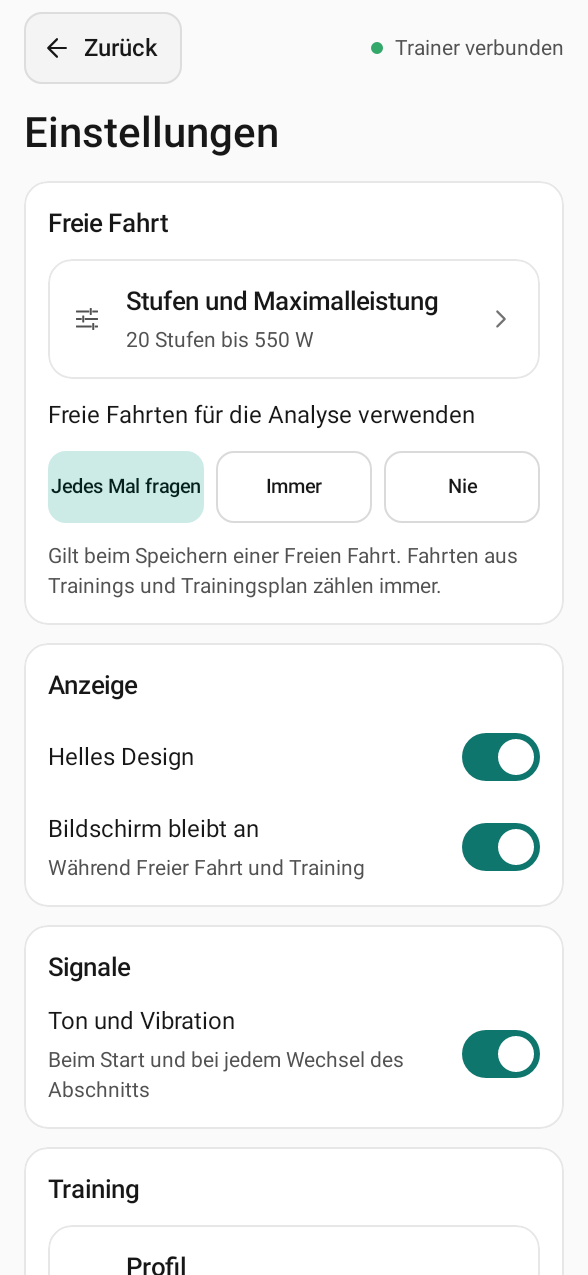 Zurück
Trainer verbunden
Einstellungen
Freie Fahrt
Stufen und Maximalleistung
20 Stufen bis 550 W
Freie Fahrten für die Analyse verwenden
Jedes Mal fragen
Immer
Nie
Gilt beim Speichern einer Freien Fahrt. Fahrten aus
Trainings und Trainingsplan zählen immer.
Anzeige
Helles Design
Bildschirm bleibt an
Während Freier Fahrt und Training
Signale
Ton und Vibration
Beim Start und bei jedem Wechsel des
Abschnitts
Training
Profil